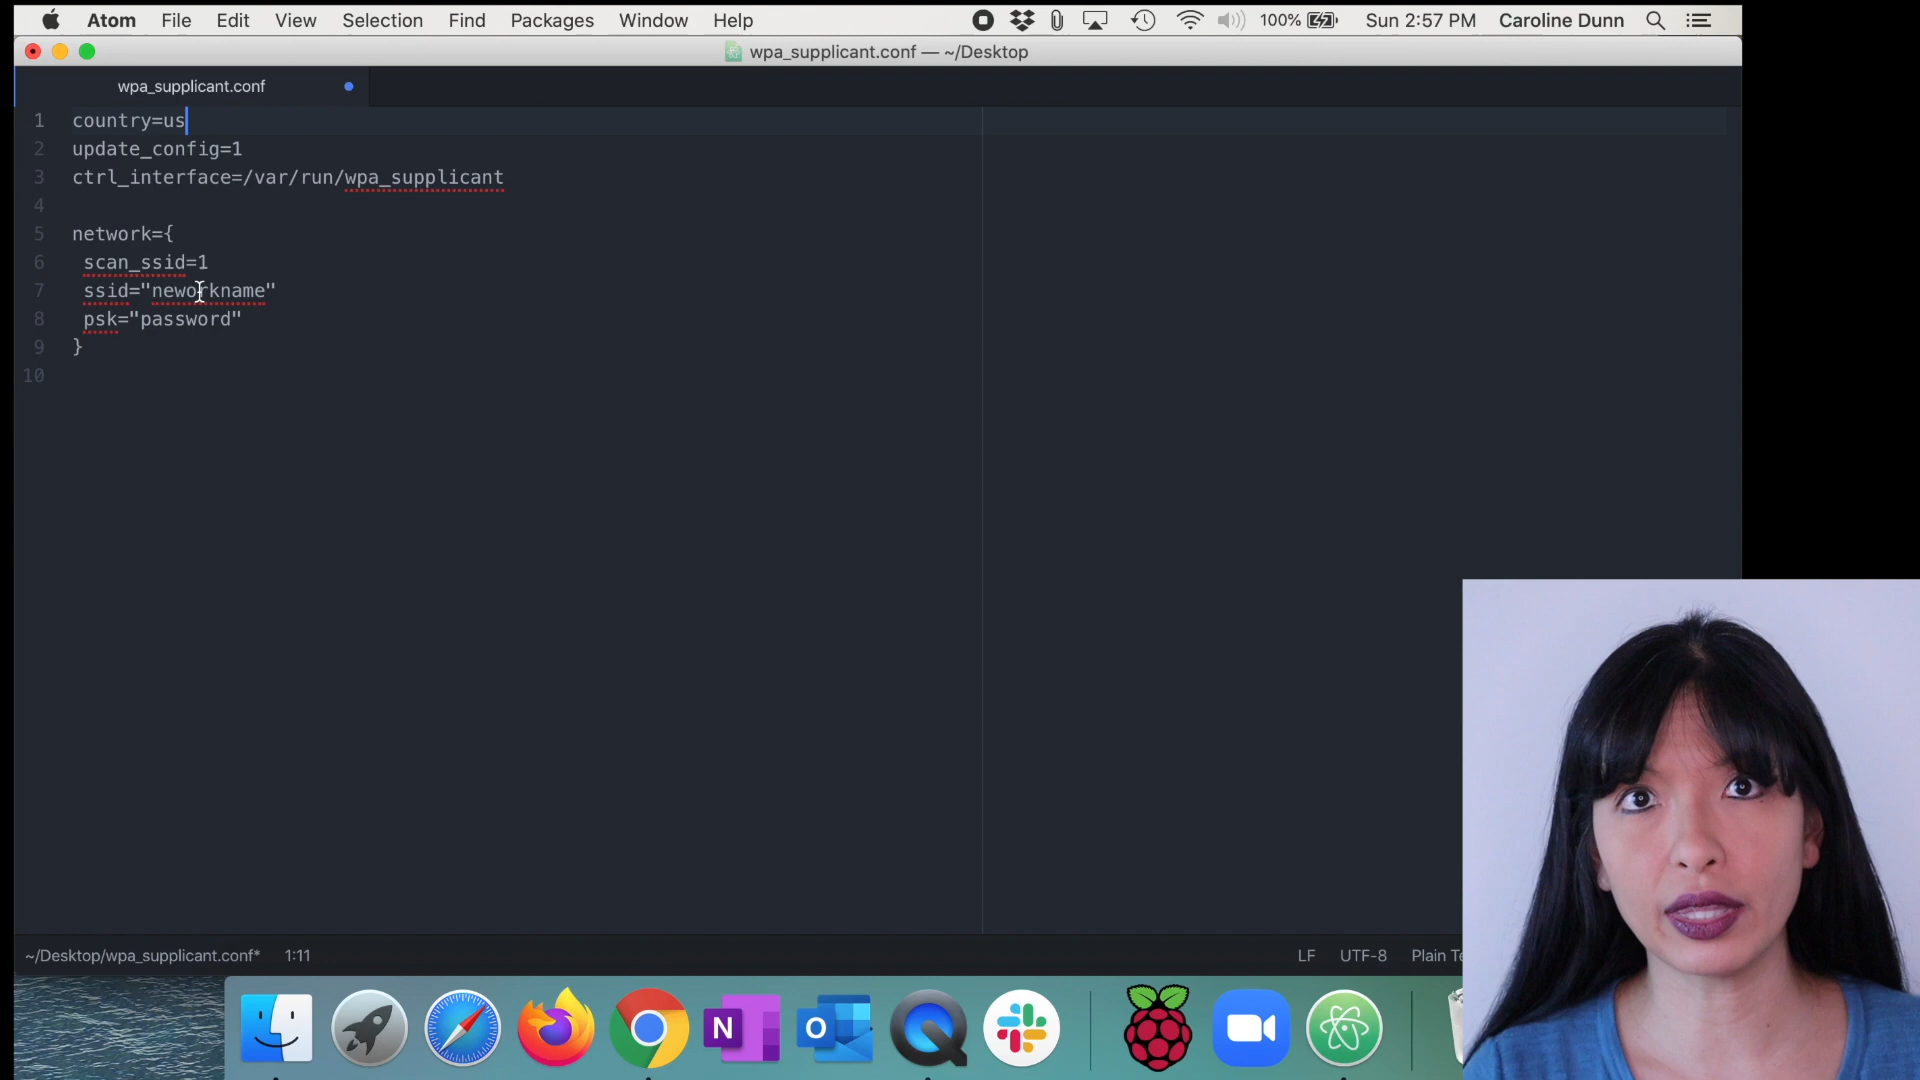 Atom File Edit View Selection Find Packages Window Help 100% Sun 2:57 PM Caroline Dunn
wpa_supplicant.conf — ~/Desktop
wpa_supplicant.conf
1 country=us
2 update_config=1
3 ctrl_interface=/var/run/wpa_supplicant
4
5 network={
6 scan_ssid=1
7 ssid="neworkname"
8 psk="password"
9 }
10
~/Desktop/wpa_supplicant.conf* 1:11 LF UTF-8 Plain Te
N O